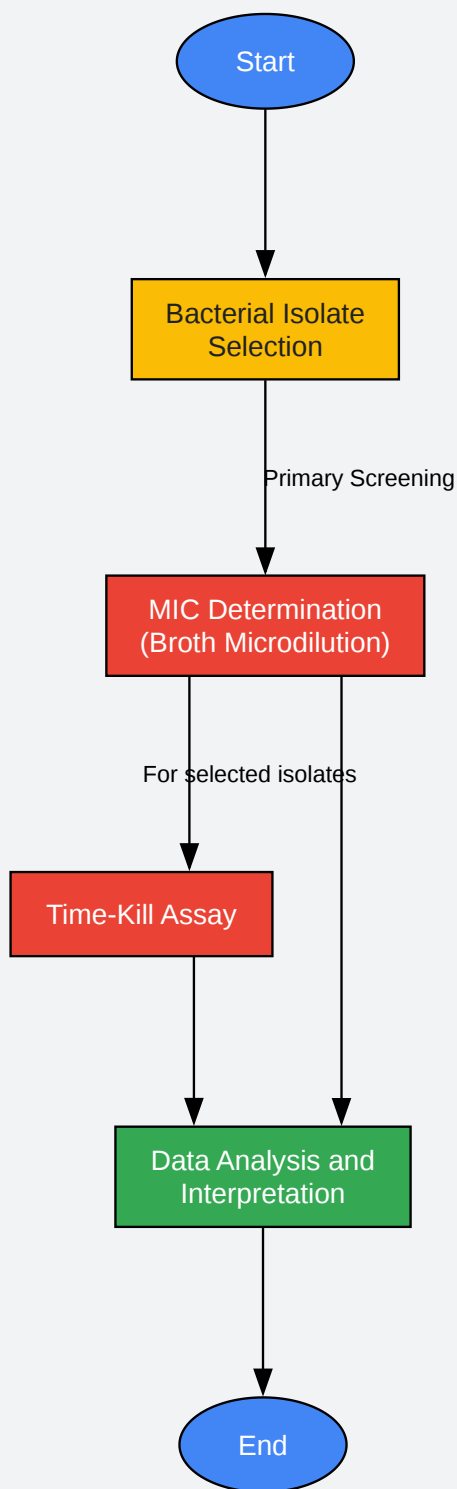 Start
Bacterial Isolate
Selection
Primary Screening
MIC Determination
(Broth Microdilution)
For selected isolates
Time-Kill Assay
Data Analysis and
Interpretation
End